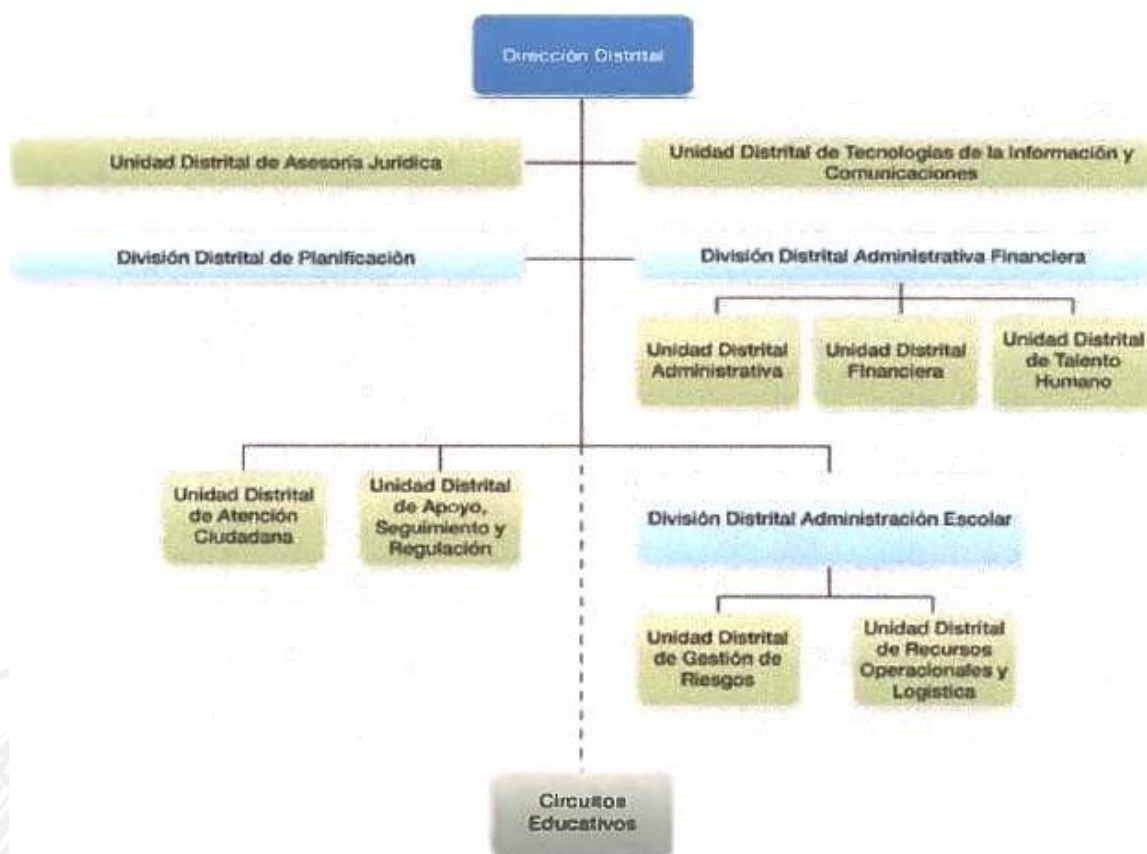 Dirección Distrital
Unidad Distrital de Asesoría Jurídica
Unidad Distrital de Tecnologías de la Información y
Comunicaciones
División Distrital de Planificación
División Distrital Administrativa Financiera
Unidad Distrital
Administrativa
Unidad Distrital
Financiera
Unidad Distrital
de Talento
Humano
Unidad Distrital
de Atención
Ciudadana
Unidad Distrital
de Apoyo,
Seguimiento y
Regulación
División Distrital Administración Escolar
Unidad Distrital
de Gestión de
Riesgos
Unidad Distrital
de Recursos
Operacionales y
Logística
Circuitos
Educativos